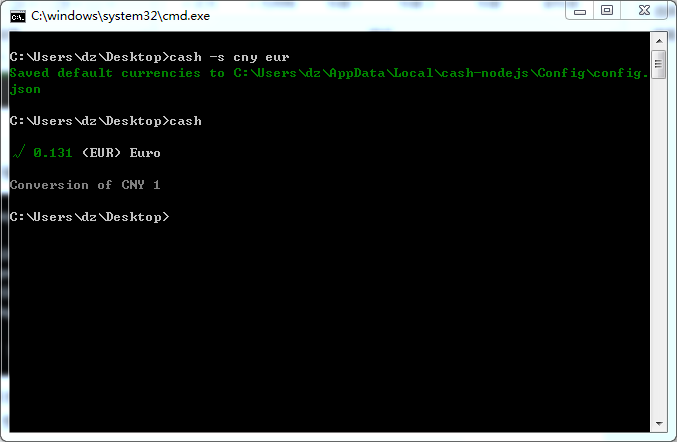 C:\windows\system32\cmd.exe
C:\Users\dz\Desktop>cash -s cny eur
Saved default currencies to C:\Users\dz\AppData\Local\cash-nodejs\Config\config.
json
C:\Users\dz\Desktop>cash
√ 0.131 (EUR) Euro
Conversion of CNY 1
C:\Users\dz\Desktop>